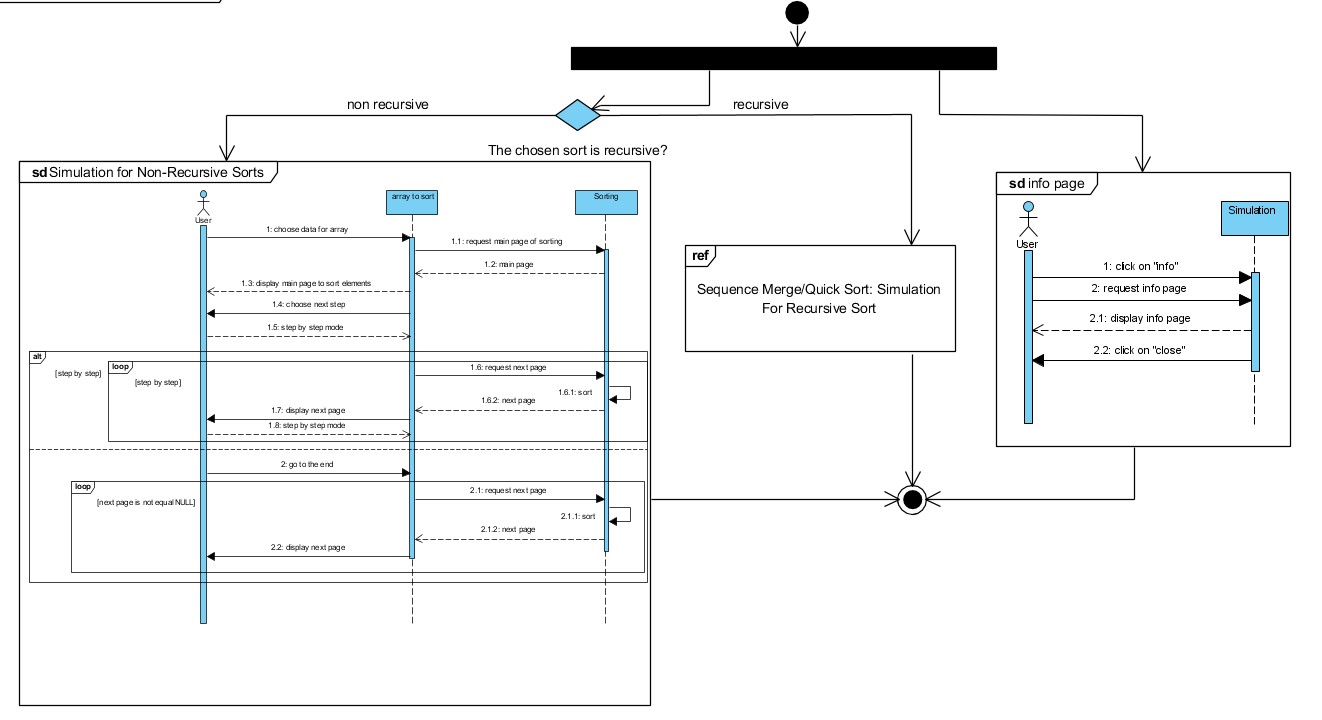 non recursive
recursive
The chosen sort is recursive?
sd Simulation for Non-Recursive Sorts
User
array to sort
Sorting
1: choose data for array
1.1: request main page of sorting
1.2: main page
1.3: display main page to sort elements
1.4: choose next step
1.5: step by step mode
alt
[step by step]
loop
[step by step]
1.6: request next page
1.6.1: sort
1.6.2: next page
1.7: display next page
1.8: step by step mode
2: go to the end
loop
[next page is not equal NULL]
2.1: request next page
2.1.1: sort
2.1.2: next page
2.2: display next page
ref
Sequence Merge/Quick Sort: Simulation
For Recursive Sort
sd info page
User
Simulation
1: click on "info"
2: request info page
2.1: display info page
2.2: click on "close"